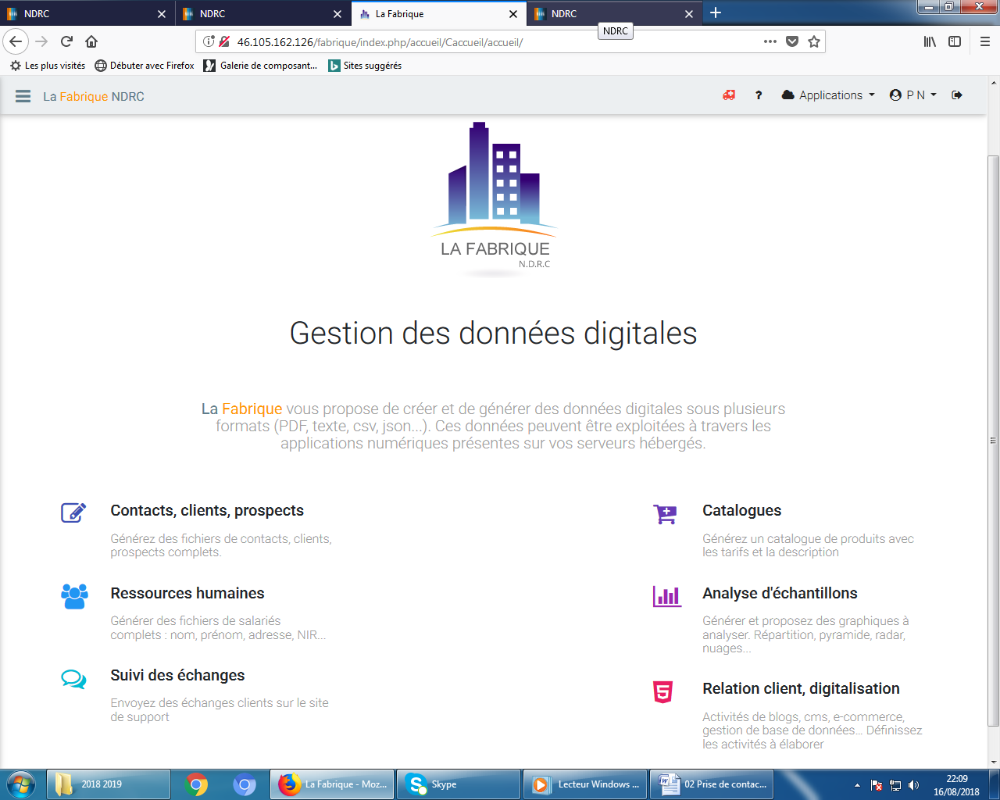 NDRC
NDRC
La Fabrique
NDRC
NDRC
46.105.162.126/fabrique/index.php/accueil/Caccueil/accueil/
Les plus visités
Débuter avec Firefox
Galerie de composant...
Sites suggérés
La Fabrique NDRC
? Applications P N
LA FABRIQUE
N.D.R.C
Gestion des données digitales
La Fabrique vous propose de créer et de générer des données digitales sous plusieurs
formats (PDF, texte, csv, json...). Ces données peuvent être exploitées à travers les
applications numériques présentes sur vos serveurs hébergés.
Contacts, clients, prospects
Générez des fichiers de contacts, clients,
prospects complets.
Ressources humaines
Générer des fichiers de salariés
complets : nom, prénom, adresse, NIR...
Suivi des échanges
Envoyez des échanges clients sur le site
de support
Catalogues
Générez un catalogue de produits avec
les tarifs et la description
Analyse d'échantillons
Générer et proposez des graphiques à
analyser. Répartition, pyramide, radar,
nuages...
Relation client, digitalisation
Activités de blogs, cms, e-commerce,
gestion de base de données... Définissez
les activités à élaborer
2018 2019
La Fabrique - Moz...
Skype
Lecteur Windows ...
02 Prise de contac...
22:09
16/08/2018